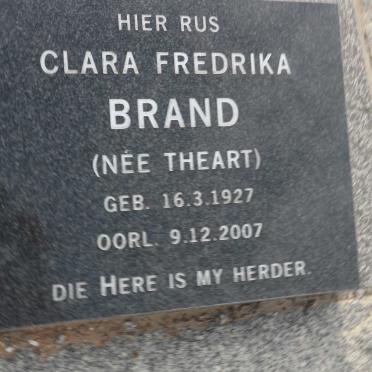 HIER RUS
CLARA FREDRIKA
BRAND
(NÉE THEART)
GEB. 16.3.1927
OORL. 9.12.2007
DIE HERE IS MY HERDER.